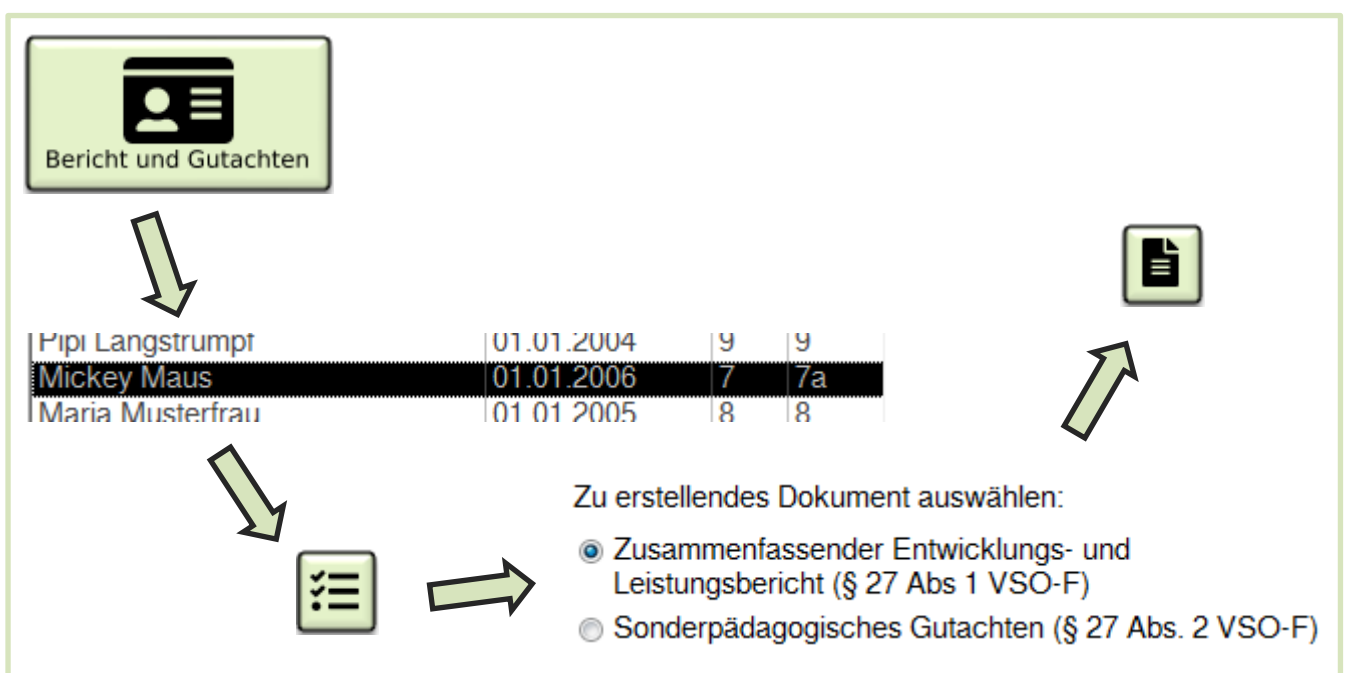 Bericht und Gutachten
Pipi Langstrumpf 01.01.2004 9 9
Mickey Maus 01.01.2006 7 7a
Maria Musterfrau 01.01.2005 8 8
Zu erstellendes Dokument auswählen:
Zusammenfassender Entwicklungs- und
Leistungsbericht (§ 27 Abs 1 VSO-F)
Sonderpädagogisches Gutachten (§ 27 Abs. 2 VSO-F)